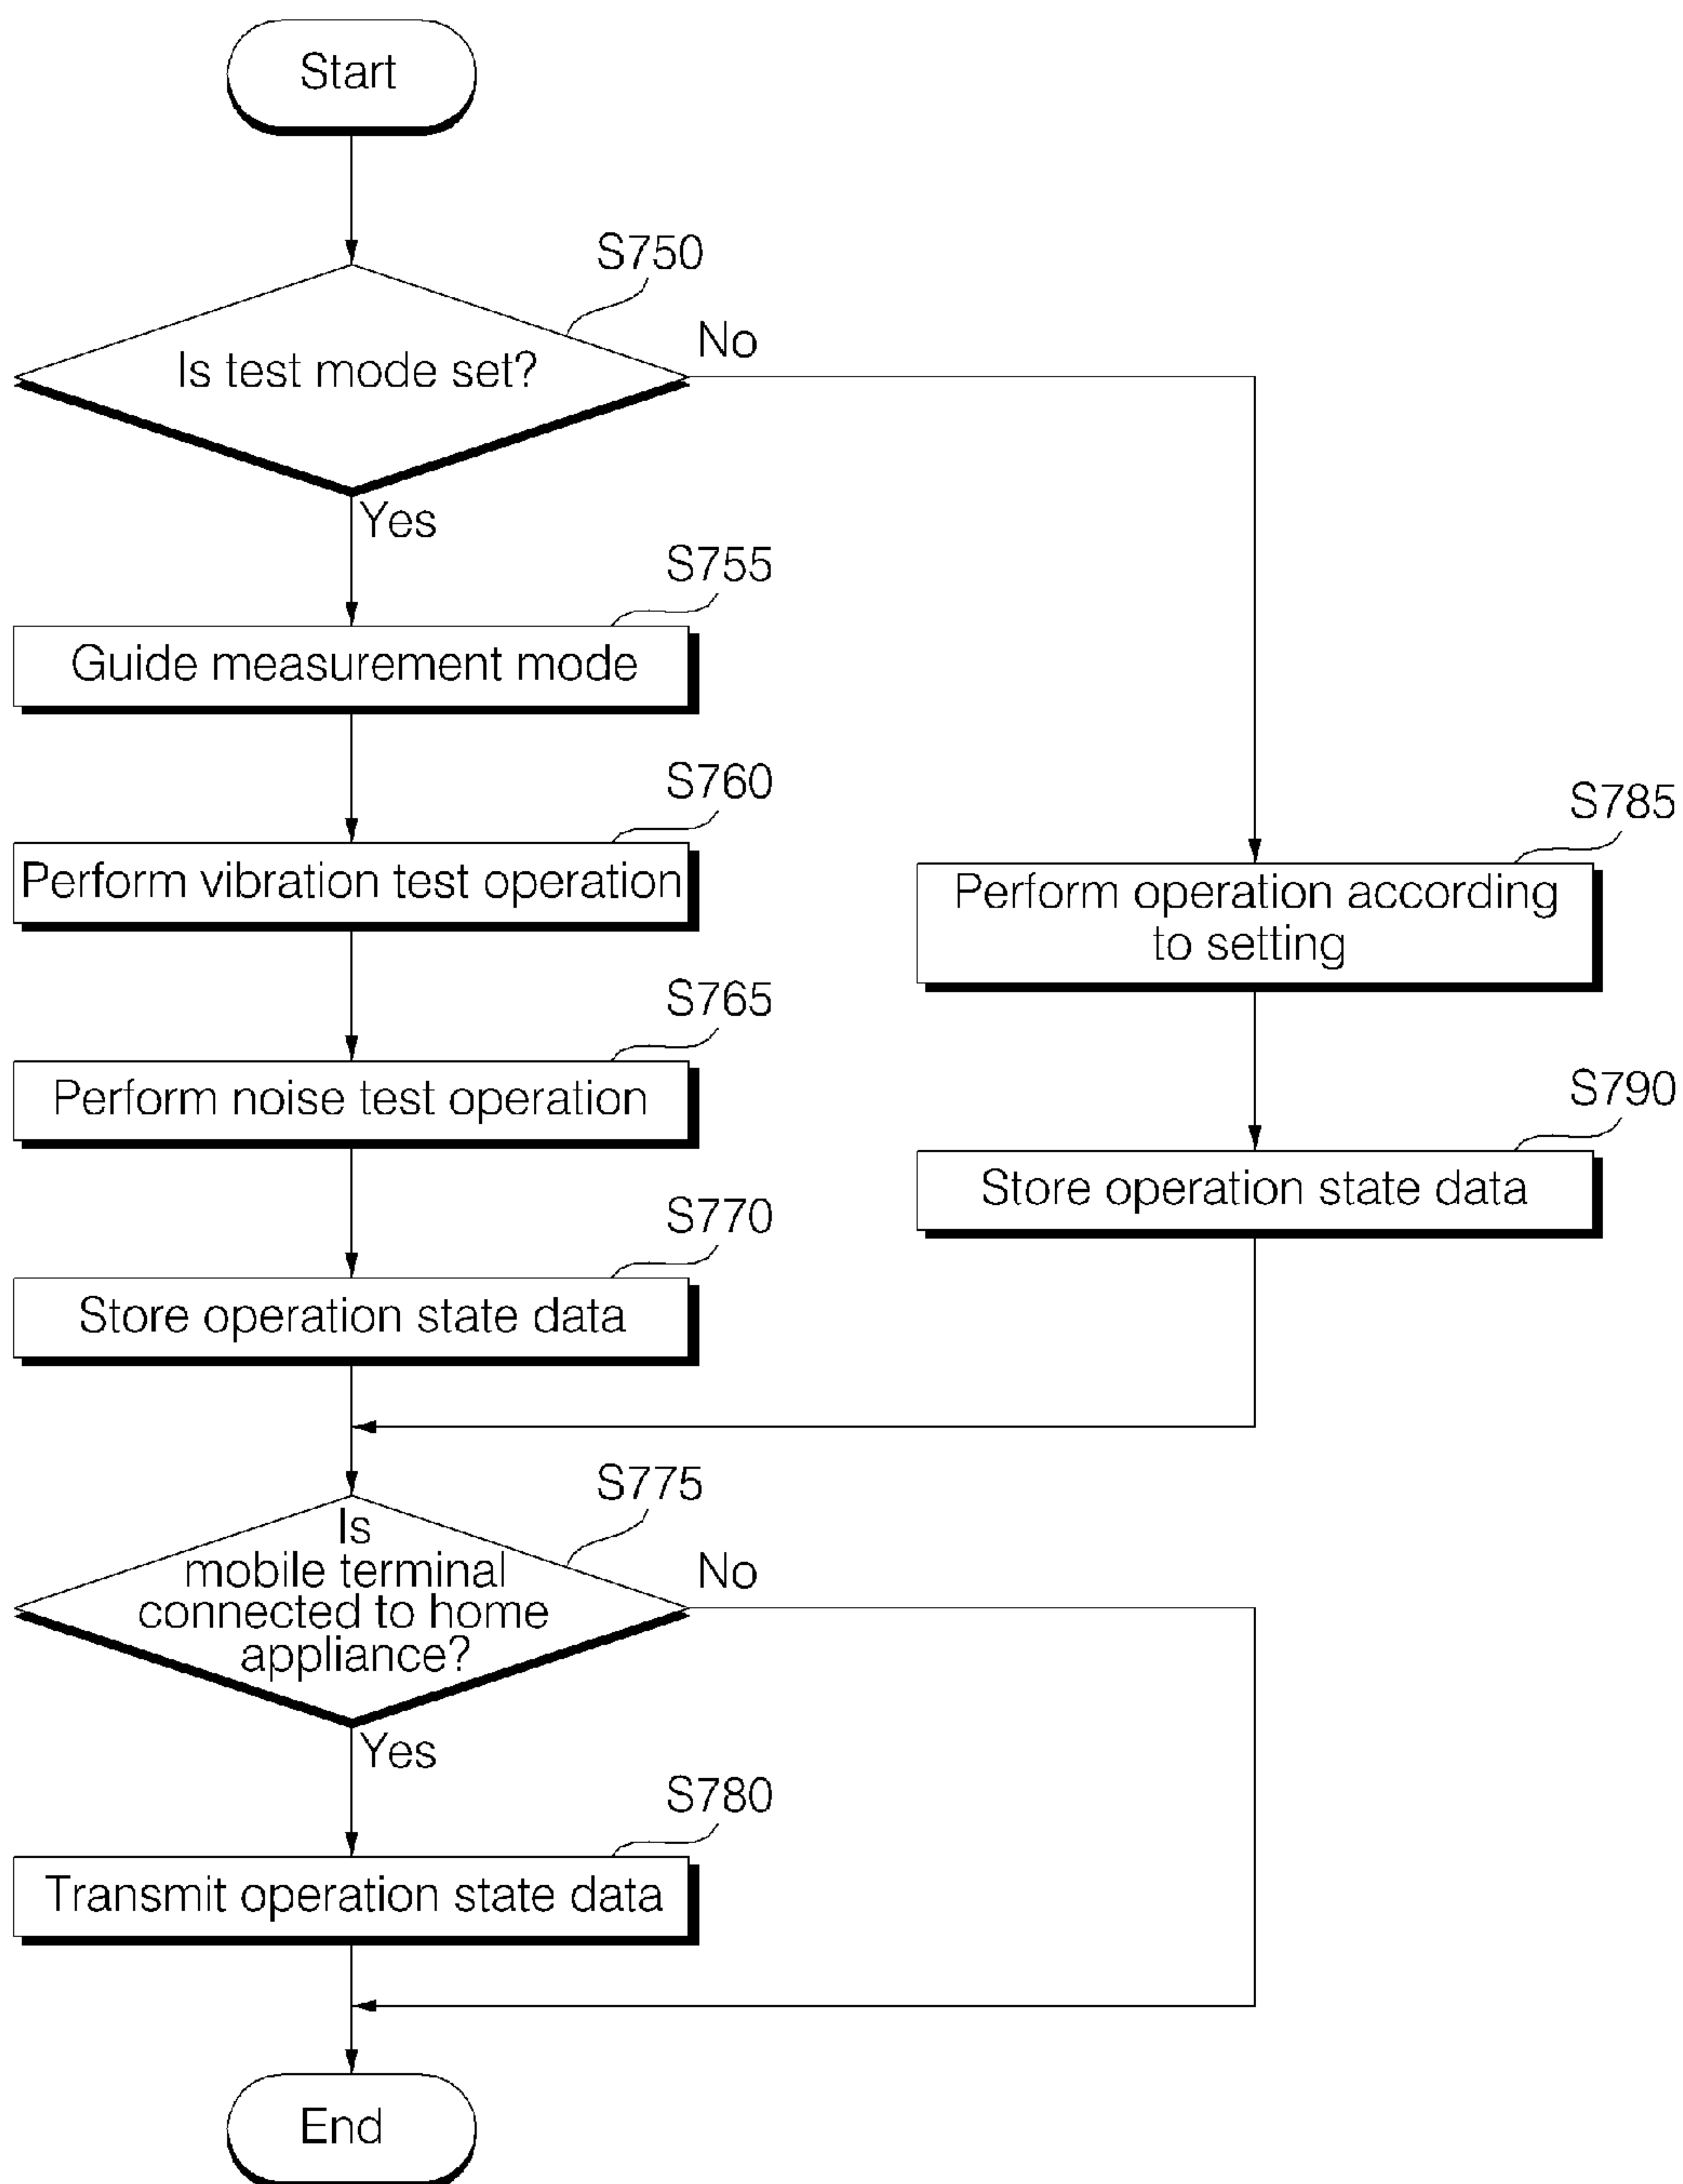 Start
S750
Is test mode set?
No
Yes
S755
Guide measurement mode
S760
Perform vibration test operation
S765
Perform noise test operation
S770
Store operation state data
S785
Perform operation according
to setting
S790
Store operation state data
S775
Is
mobile terminal
connected to home
appliance?
No
Yes
S780
Transmit operation state data
End